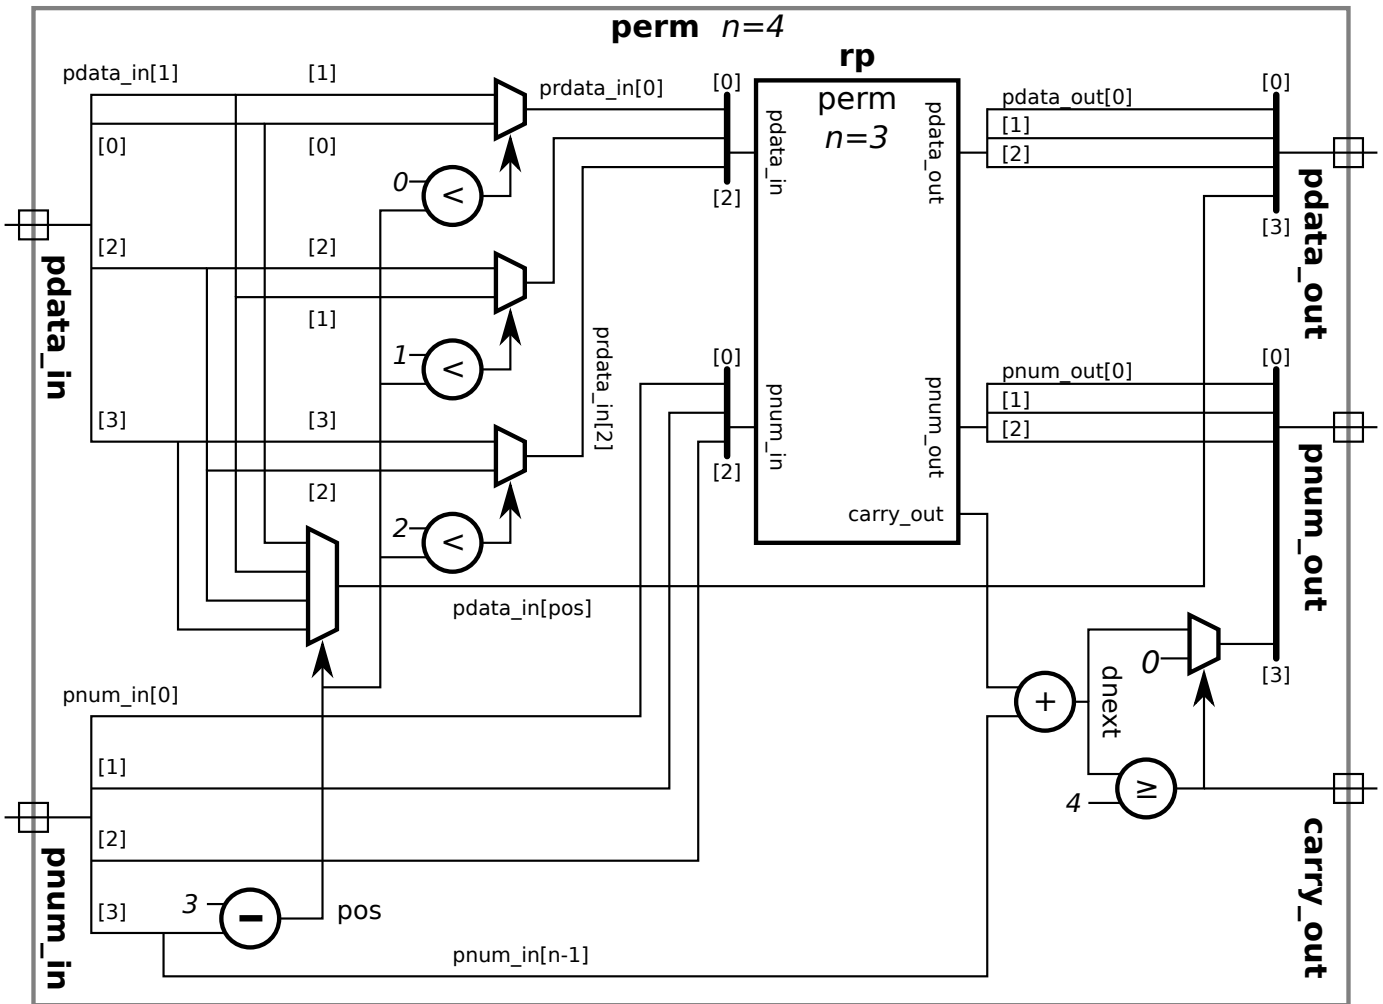 perm n=4
rp
pdata_in[1]
[1]
prdata_in[0]
[0]
perm
n=3
pdata_in
pdata_out
pdata_out[0]
[0]
[1]
[2]
[0]
[0]
0
<
[2]
[3]
[2]
[2]
[1]
pdata_in
pdata_out
1
<
prdata_in[2]
[0]
pnum_in
pnum_out
pnum_out[0]
[0]
[1]
[2]
[3]
[3]
[2]
[2]
2
<
carry_out
pnum_out
pdata_in[pos]
0
[3]
pnum_in[0]
+
dnext
[1]
4
≥
[2]
pnum_in
carry_out
[3]
3
−
pos
pnum_in[n-1]